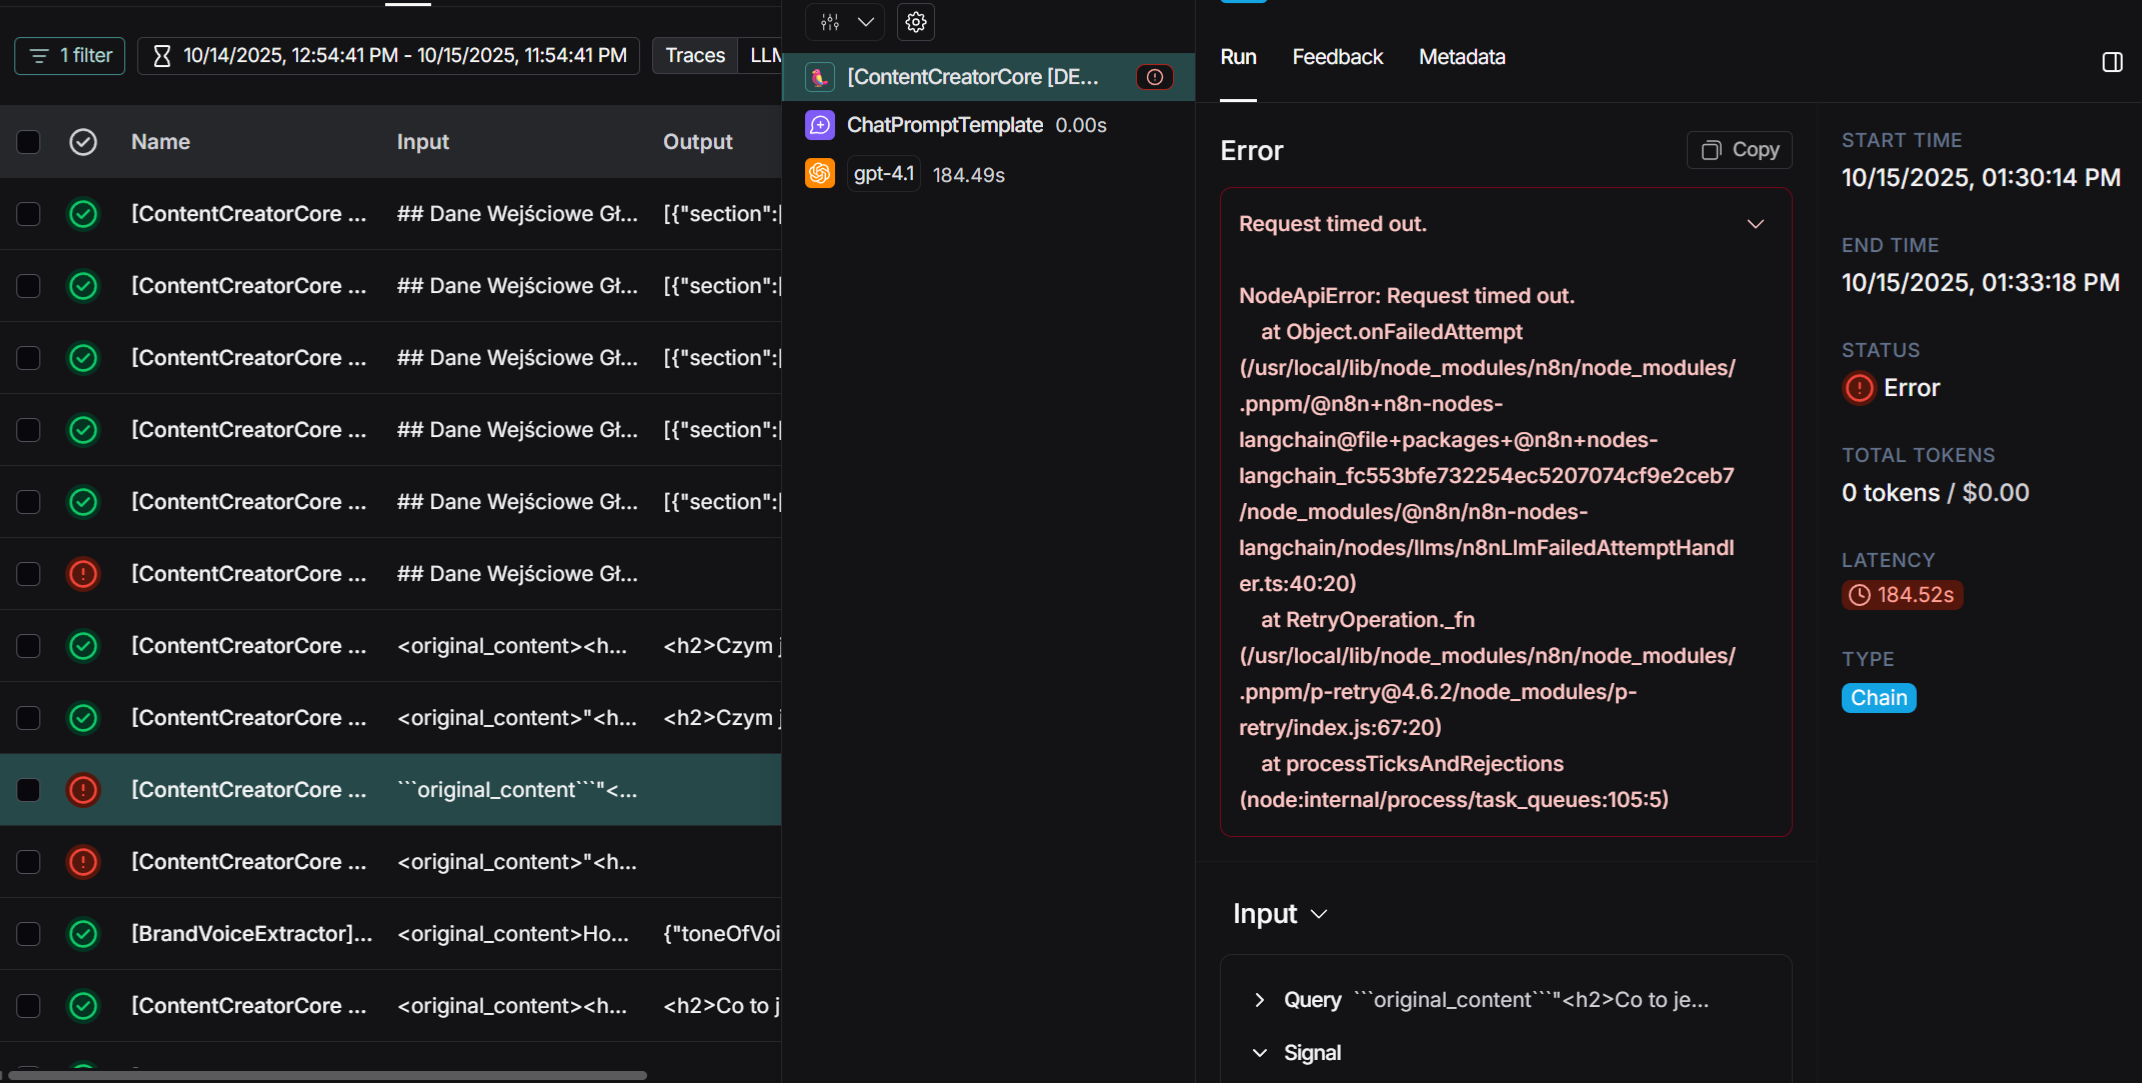 1 filter
10/14/2025, 12:54:41 PM - 10/15/2025, 11:54:41 PM
Traces
LLM
Name Input Output
[ContentCreatorCore ... ## Dane Wejściowe Gł... [{"section":[
[ContentCreatorCore ... ## Dane Wejściowe Gł... [{"section":[
[ContentCreatorCore ... ## Dane Wejściowe Gł... [{"section":[
[ContentCreatorCore ... ## Dane Wejściowe Gł... [{"section":[
[ContentCreatorCore ... ## Dane Wejściowe Gł... [{"section":[
[ContentCreatorCore ... ## Dane Wejściowe Gł...
[ContentCreatorCore ... <original_content><h... <h2>Czym j
[ContentCreatorCore ... <original_content>"<h... <h2>Czym j
[ContentCreatorCore ... ```original_content```"<...
[ContentCreatorCore ... <original_content>"<h...
[BrandVoiceExtractor]... <original_content>Ho... {"toneOfVoi
[ContentCreatorCore ... <original_content><h... <h2>Co to j
[ContentCreatorCore [DE...
ChatPromptTemplate 0.00s
gpt-4.1 184.49s
Run Feedback Metadata
Error
Copy
Request timed out.
NodeApiError: Request timed out.
at Object.onFailedAttempt
(/usr/local/lib/node_modules/n8n/node_modules/
.pnpm/@n8n+n8n-nodes-
langchain@file+packages+@n8n+nodes-
langchain_fc553bfe732254ec5207074cf9e2ceb7
/node_modules/@n8n/n8n-nodes-
langchain/nodes/llms/n8nLlmFailedAttemptHandl
er.ts:40:20)
at RetryOperation._fn
(/usr/local/lib/node_modules/n8n/node_modules/
.pnpm/p-retry@4.6.2/node_modules/p-
retry/index.js:67:20)
at processTicksAndRejections
(node:internal/process/task_queues:105:5)
Input
Query ```original_content```"<h2>Co to je...
Signal
START TIME
10/15/2025, 01:30:14 PM
END TIME
10/15/2025, 01:33:18 PM
STATUS
Error
TOTAL TOKENS
0 tokens / $0.00
LATENCY
184.52s
TYPE
Chain